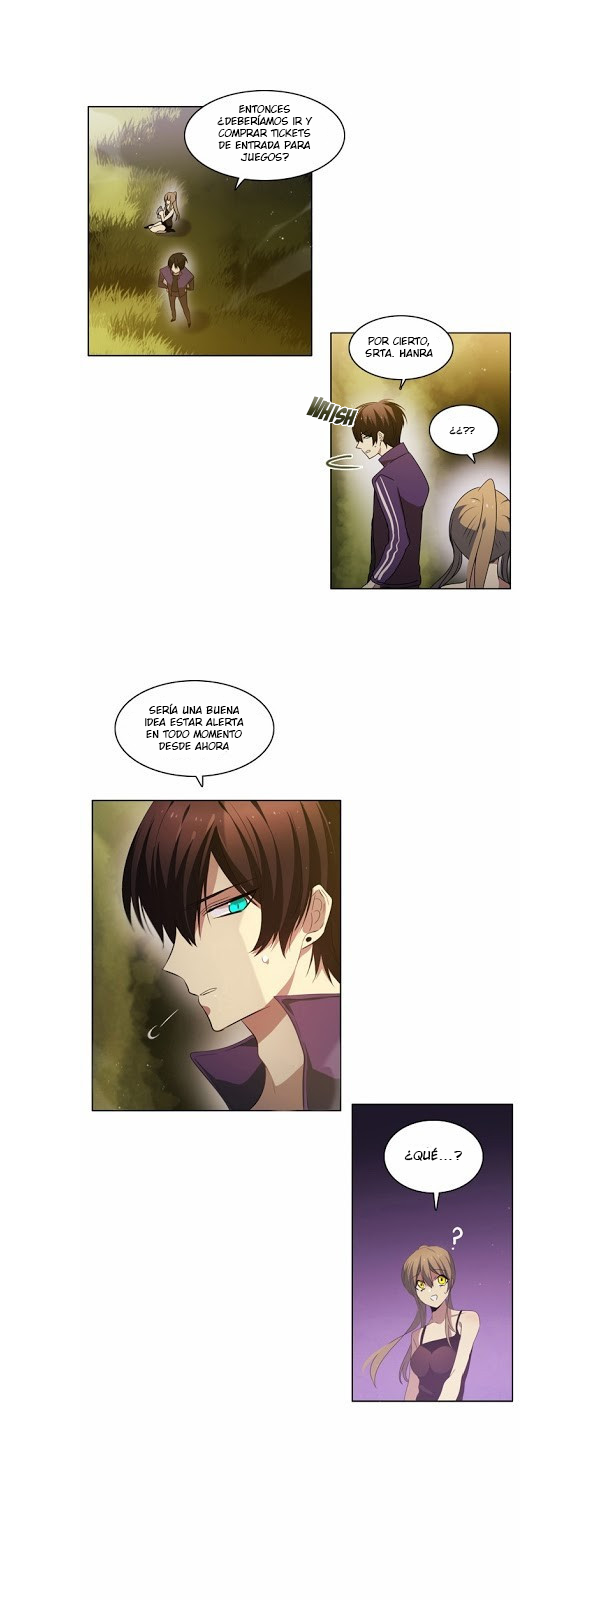 ENTONCES
¿DEBERÍAMOS IR Y
COMPRAR TICKETS
DE ENTRADA PARA
JUEGOS?
POR CIERTO,
SRTA. HANRA
WHISH
¿¿??
SERÍA UNA BUENA
IDEA ESTAR ALERTA
EN TODO MOMENTO
DESDE AHORA
¿QUÉ...?
?